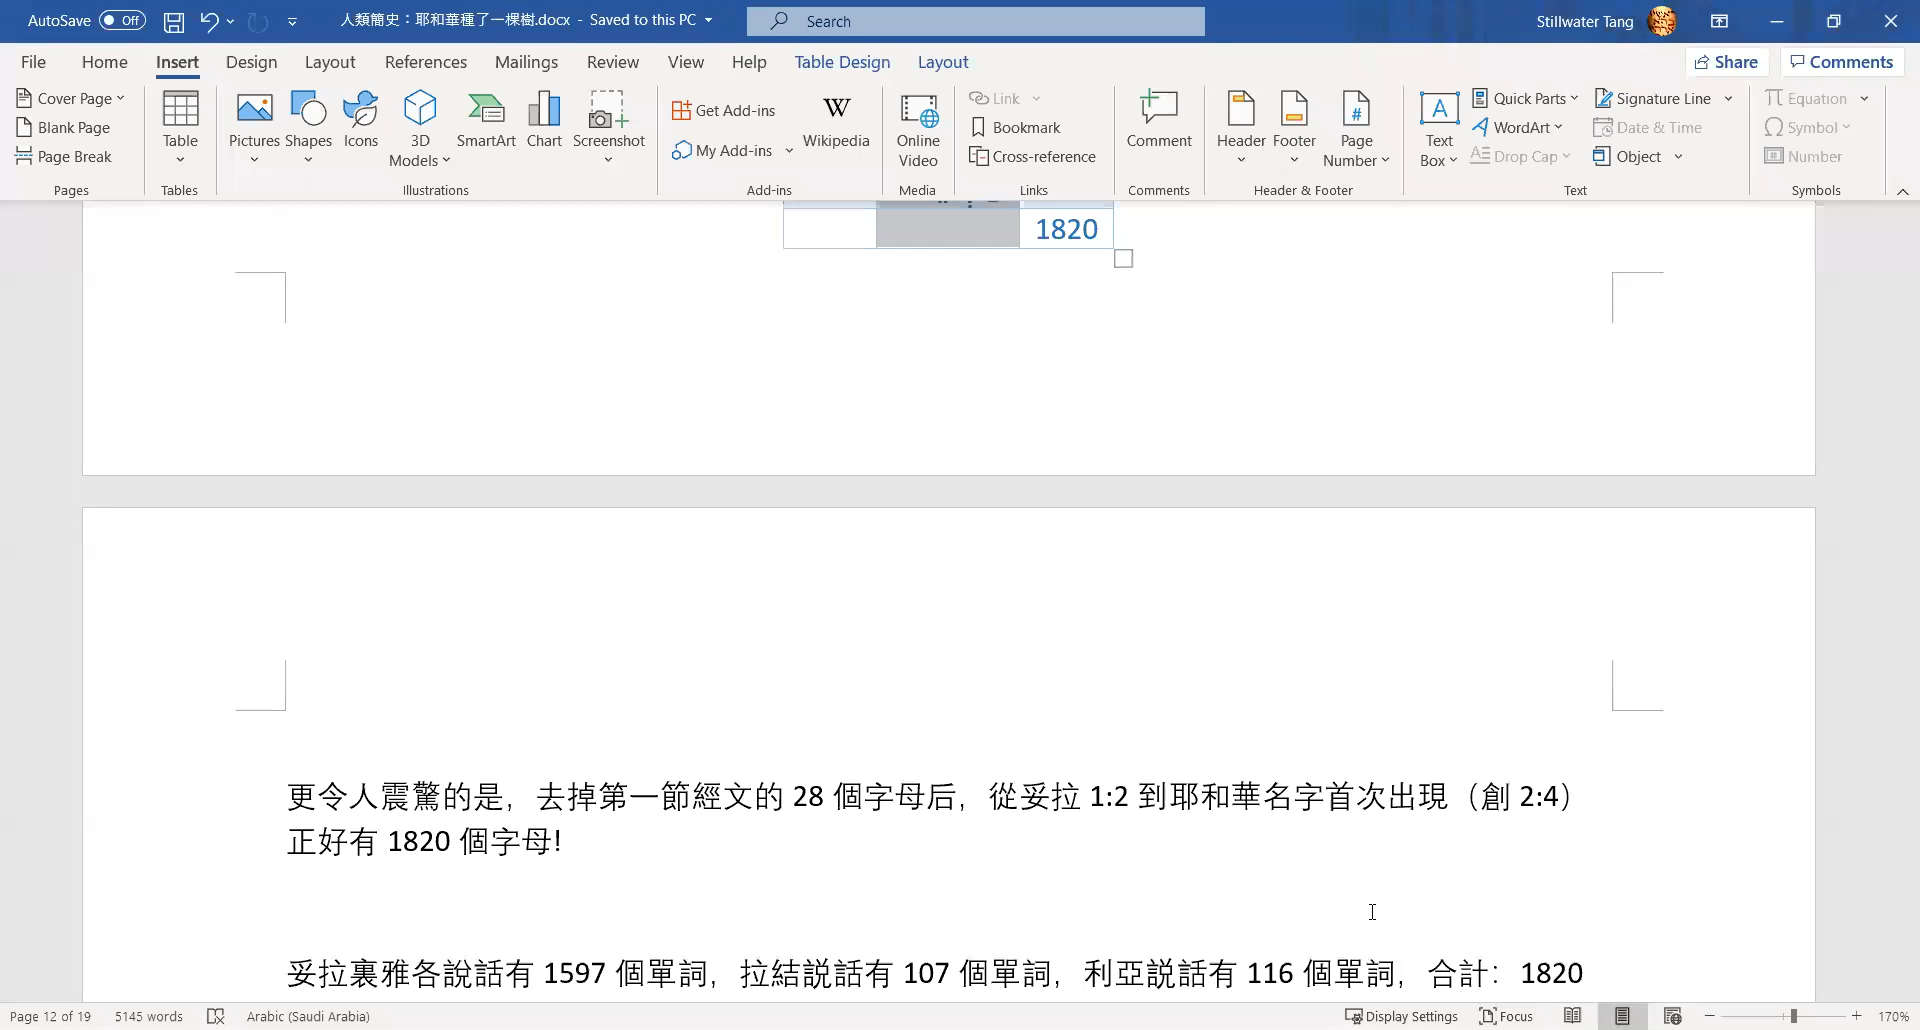 AutoSave Off 人類簡史：耶和華種了一棵樹.docx - Saved to this PC Search Stillwater Tang
File Home Insert Design Layout References Mailings Review View Help Table Design Layout Share Comments
Cover Page
Blank Page
Page Break
Pages
Table
Tables
Pictures Shapes Icons 3D Models SmartArt Chart Screenshot
Illustrations
Get Add-ins
My Add-ins
Wikipedia
Add-ins
Online Video
Media
Link
Bookmark
Cross-reference
Links
Comment
Comments
Header Footer Page Number
Header & Footer
Text Box
Quick Parts
WordArt
Drop Cap
Signature Line
Date & Time
Object
Text
Equation
Symbol
Number
Symbols
1820
更令人震驚的是，去掉第一節經文的 28 個字母后，從妥拉 1:2 到耶和華名字首次出現（創 2:4）
正好有 1820 個字母!
妥拉裏雅各說話有 1597 個單詞，拉結説話有 107 個單詞，利亞説話有 116 個單詞，合計：1820
Page 12 of 19 5145 words Arabic (Saudi Arabia) Display Settings Focus 170%